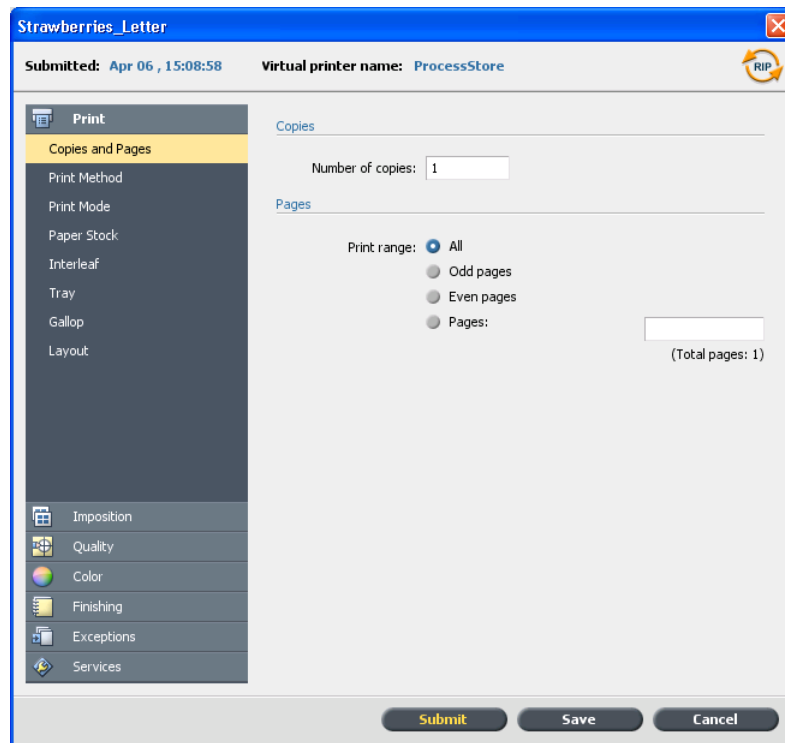 Strawberries_Letter
Submitted: Apr 06 , 15:08:58 Virtual printer name: ProcessStore
RIP
Print
Copies and Pages
Print Method
Print Mode
Paper Stock
Interleaf
Tray
Gallop
Layout
Imposition
Quality
Color
Finishing
Exceptions
Services
Copies
Number of copies: 1
Pages
Print range: All
Odd pages
Even pages
Pages:
(Total pages: 1)
Submit Save Cancel